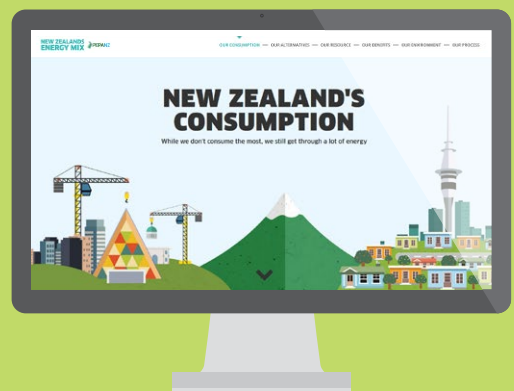 NEW ZEALANDS
ENERGY MIX
PEPANZ
OUR CONSUMPTION — OUR ALTERNATIVES — OUR RESOURCE — OUR BENEFITS — OUR ENVIRONMENT — OUR PROCESS
NEW ZEALAND'S
CONSUMPTION
While we don't consume the most, we still get through a lot of energy